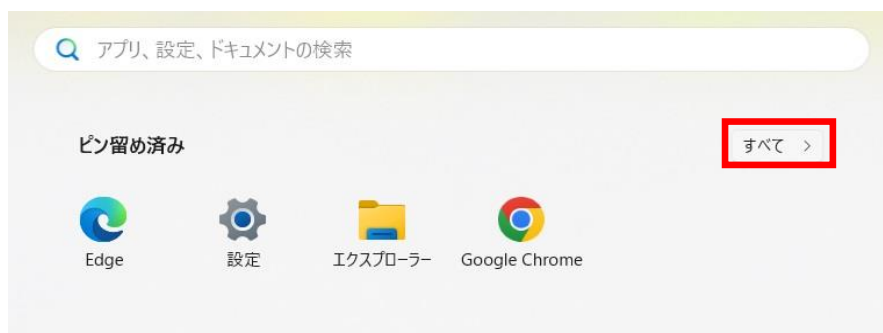 アプリ、設定、ドキュメントの検索
ピン留め済み
すべて
Edge
設定
エクスプローラー
Google Chrome